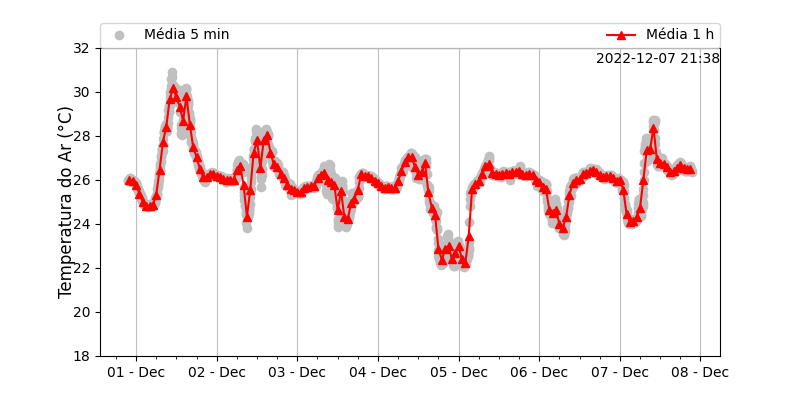 Média 5 min
Média 1 h
2022-12-07 21:38
Temperatura do Ar (°C)
32
30
28
26
24
22
20
18
01 - Dec
02 - Dec
03 - Dec
04 - Dec
05 - Dec
06 - Dec
07 - Dec
08 - Dec